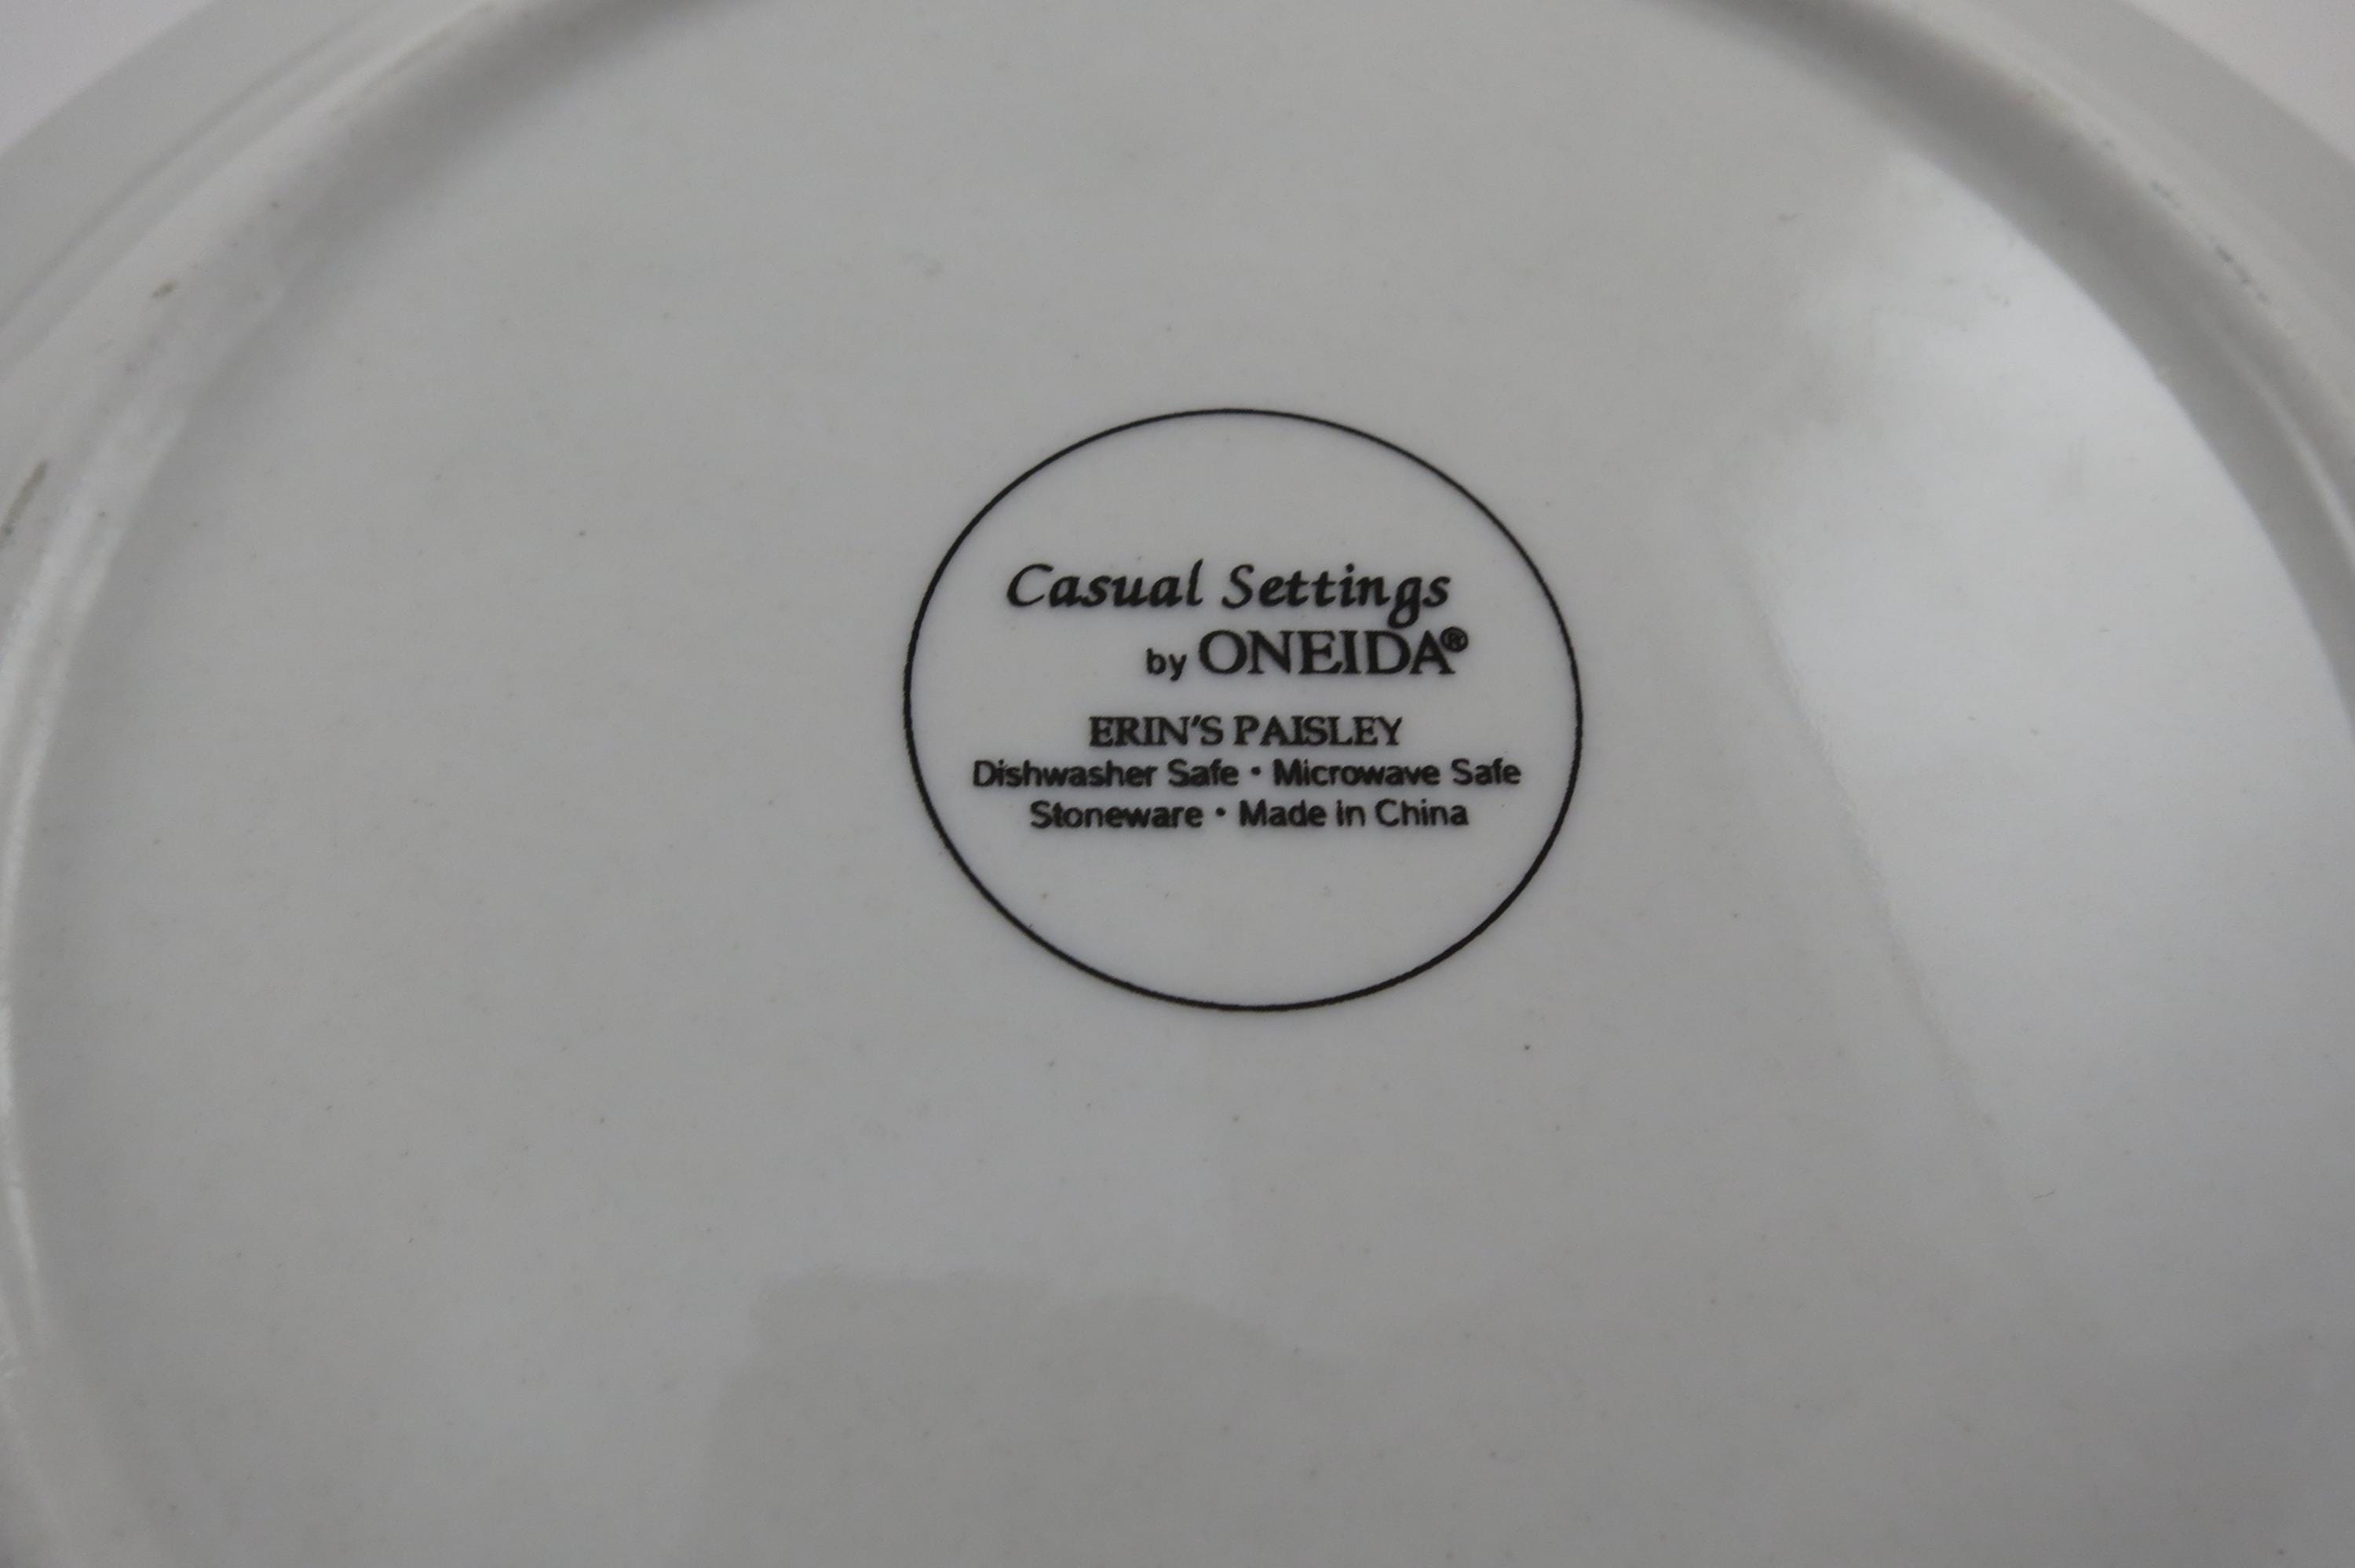 Casual Settings
by ONEIDA®
ERIN'S PAISLEY
Dishwasher Safe • Microwave Safe
Stoneware • Made in China